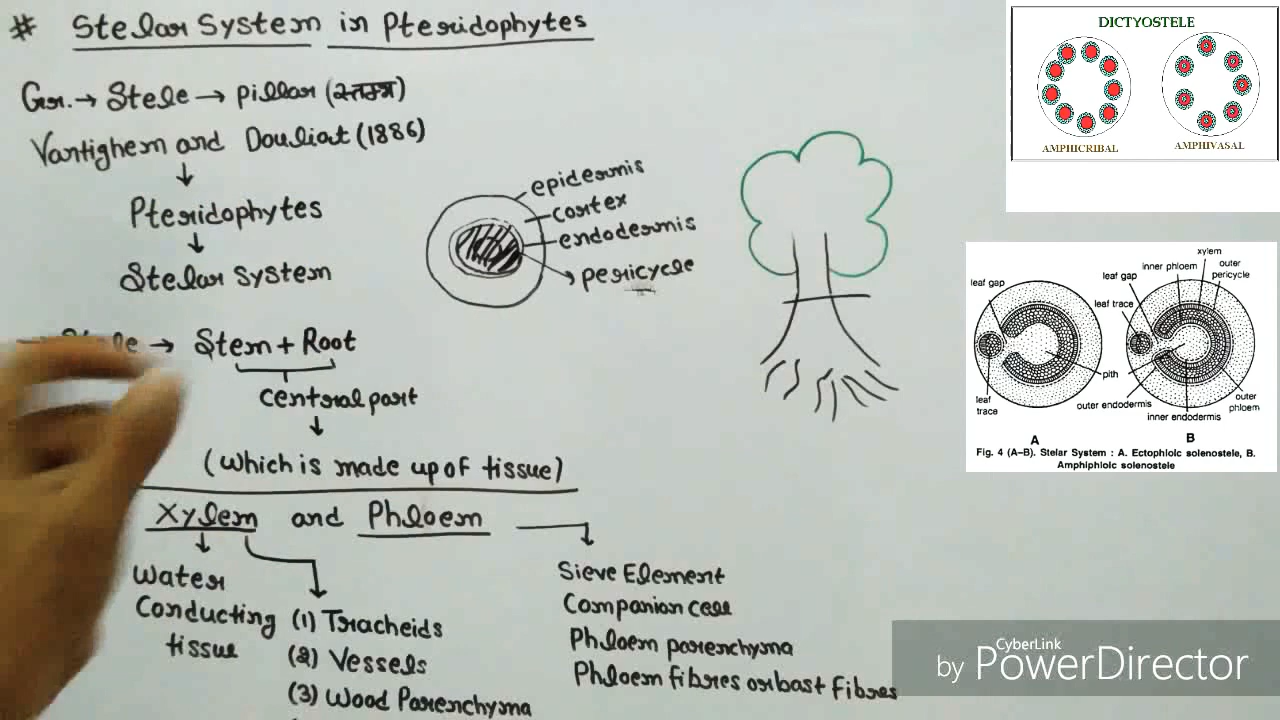 # Stelar System in Pteridophytes
Gr. → Stele → pillar (स्तम्भ)
Vantighem and Douliat (1886)
↓
Pteridophytes
↓
Stelar System
epidermis
cortex
endodermis
pericycle
→ Stem + Root
central part
↓
(which is made up of tissue)
Xylem and Phloem
Water
Conducting
tissue
(1) Tracheids
(2) Vessels
(3) Wood Parenchyma
Sieve Element
Companion cell
Phloem parenchyma
Phloem fibres or bast Fibres
DICTYOSTELE
AMPHICRIBAL AMPHIVASAL
leaf gap
leaf trace
leaf gap
leaf trace
inner phloem
xylem
outer pericycle
pith
outer endodermis
inner endodermis
outer phloem
A B
Fig. 4 (A–B). Stelar System : A. Ectophloic solenostele, B.
Amphiphloic solenostele
by CyberLink PowerDirector